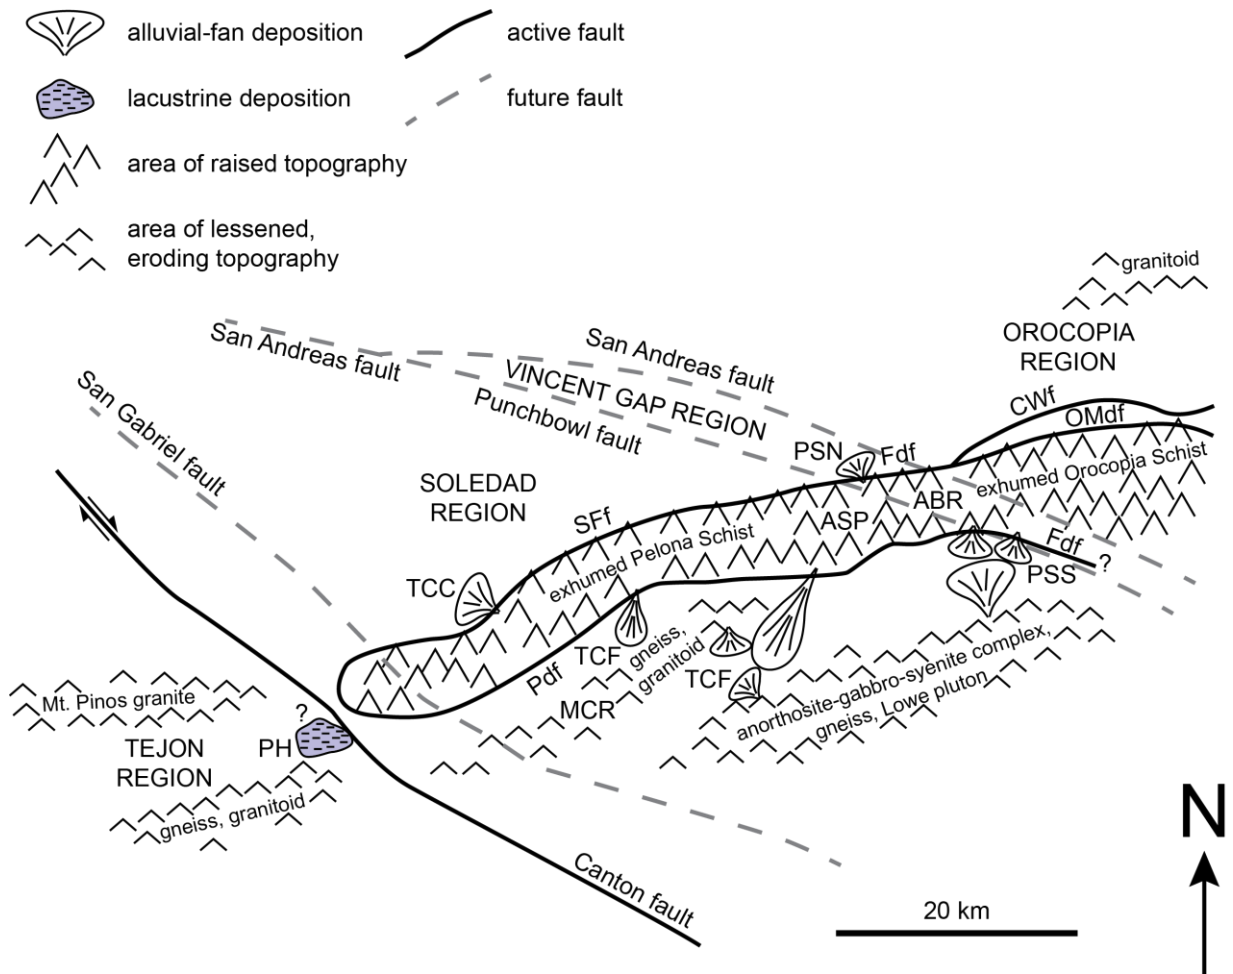 alluvial-fan deposition
active fault
lacustrine deposition
future fault
area of raised topography
area of lessened,
eroding topography
granitoid
OROCOPIA
REGION
San Andreas fault
San Andreas fault
VINCENT GAP REGION
Punchbowl fault
San Gabriel fault
CWf
OMdf
PSN
Fdf
exhumed Orocopia Schist
SOLEDAD
REGION
SFf
ASP
ABR
exhumed Pelona Schist
Fdf
?
PSS
TCC
TCF
Pdf
gneiss,
granitoid
TCF
MCR
anorthosite-gabbro-syenite complex,
gneiss, Lowe pluton
Mt. Pinos granite
?
PH
TEJON
REGION
gneiss, granitoid
Canton fault
N
20 km